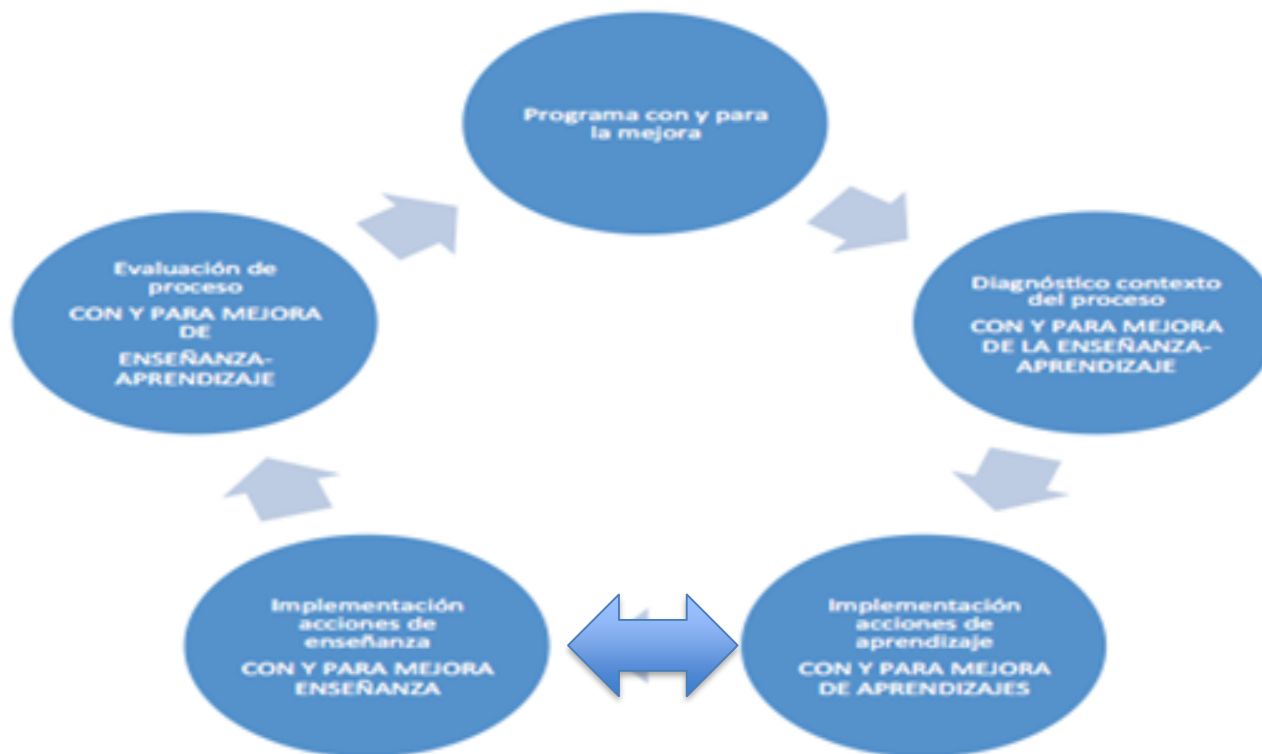 Programa con y para
la mejora
Diagnóstico contexto
del proceso
CON Y PARA MEJORA
DE LA ENSEÑANZA-
APRENDIZAJE
Implementación
acciones de
aprendizaje
CON Y PARA MEJORA
DE APRENDIZAJES
Implementación
acciones de
enseñanza
CON Y PARA MEJORA
ENSEÑANZA
Evaluación de
proceso
CON Y PARA MEJORA
DE
ENSEÑANZA-
APRENDIZAJE